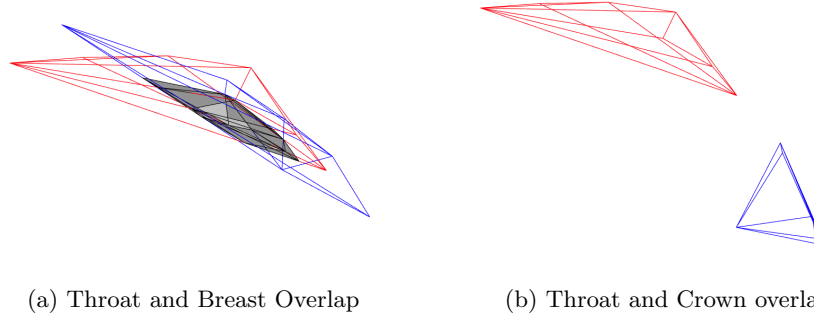 (a) Throat and Breast Overlap
(b) Throat and Crown overla